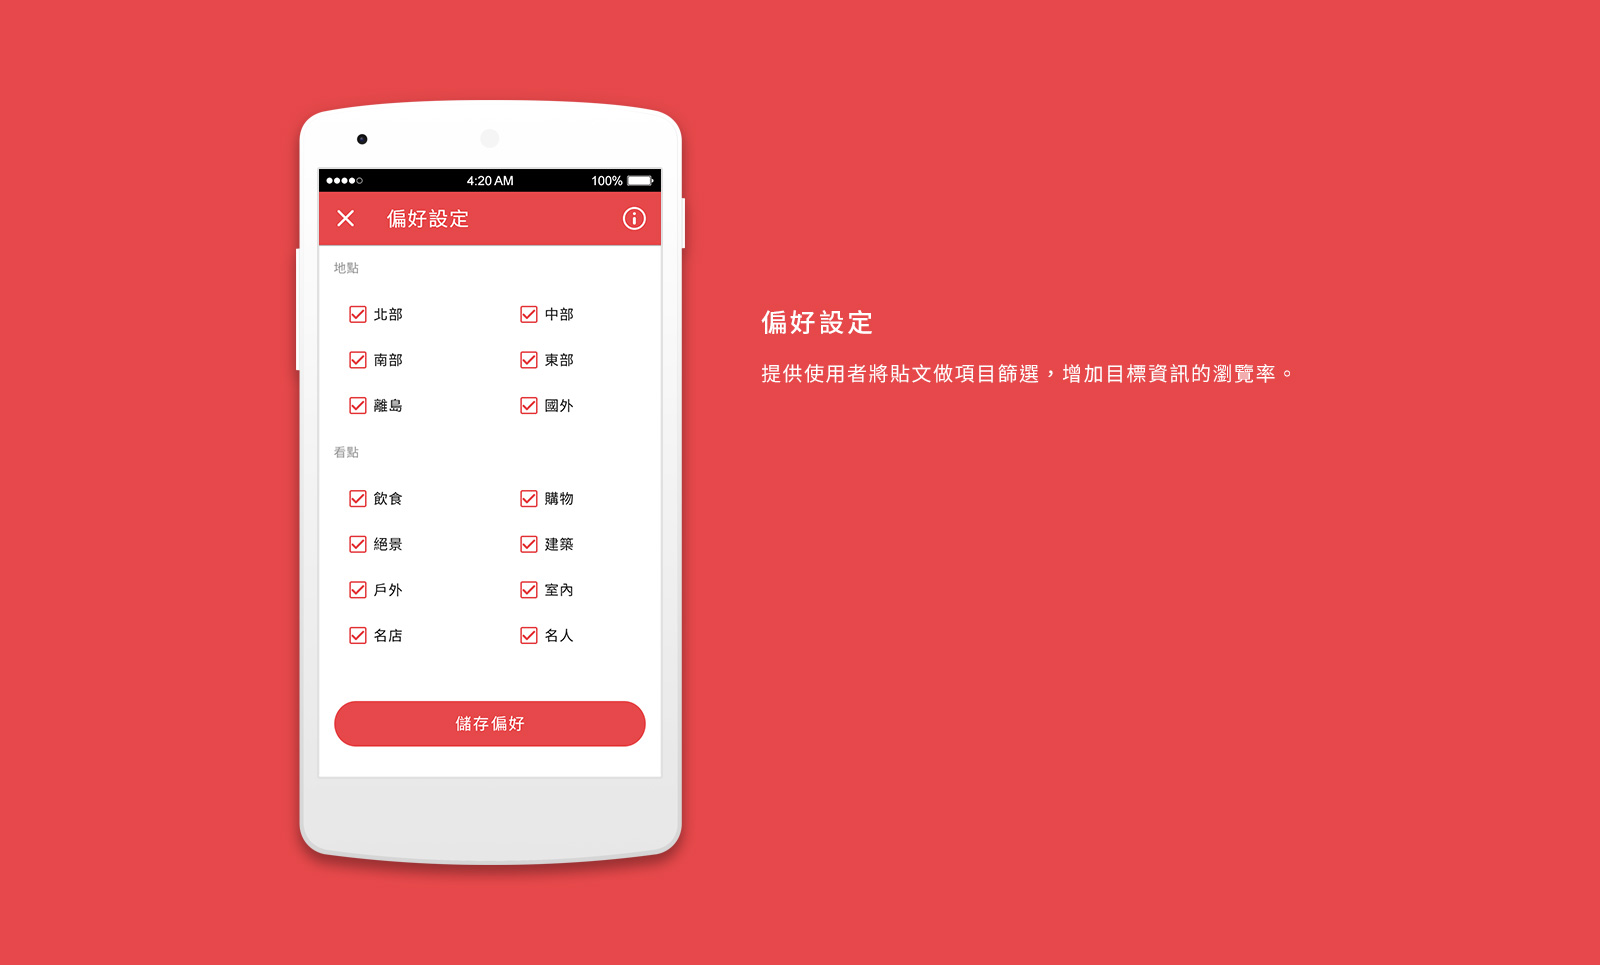 4:20 AM 100%
偏好設定
地點
北部 中部
南部 東部
離島 國外
看點
飲食 購物
絕景 建築
戶外 室內
名店 名人
儲存偏好
偏好設定
提供使用者將貼文做項目篩選，增加目標資訊的瀏覽率。